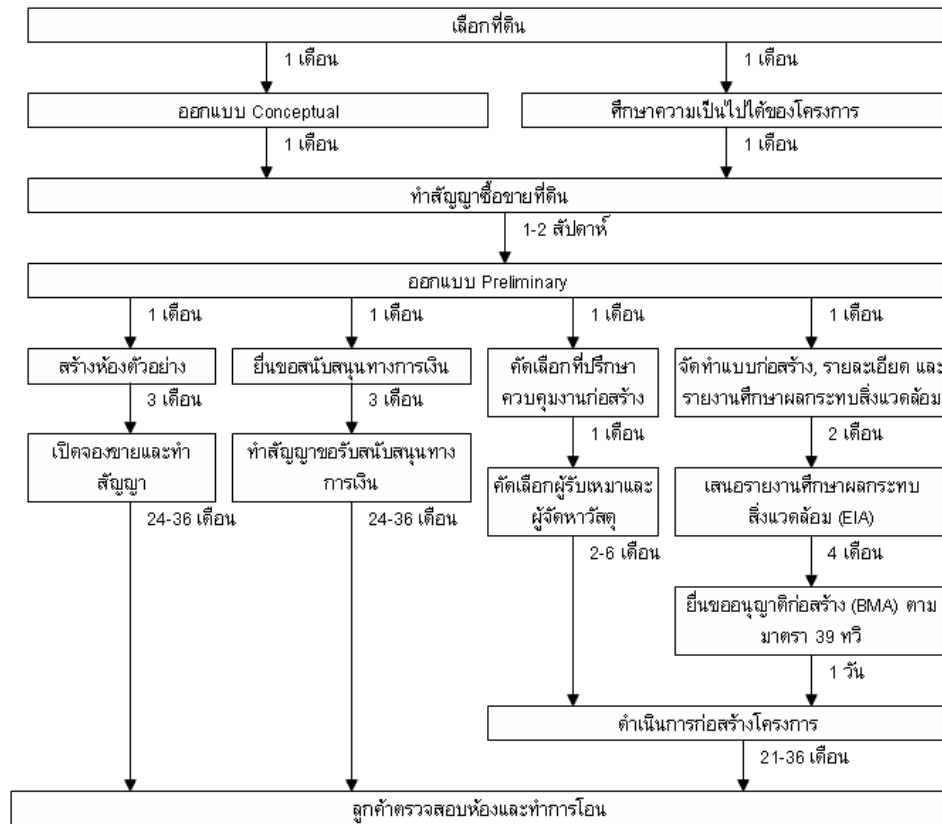 เลือกที่ดิน
1 เดือน
1 เดือน
ออกแบบ Conceptual
ศึกษาความเป็นไปได้ของโครงการ
1 เดือน
1 เดือน
ทำสัญญาซื้อขายที่ดิน
1-2 สัปดาห์
ออกแบบ Preliminary
1 เดือน
1 เดือน
1 เดือน
1 เดือน
สร้างห้องตัวอย่าง
ยื่นขอสนับสนุนทางการเงิน
คัดเลือกที่ปรึกษา
ควบคุมงานก่อสร้าง
จัดทำแบบก่อสร้าง, รายละเอียด และ
รายงานศึกษาผลกระทบสิ่งแวดล้อม
3 เดือน
3 เดือน
1 เดือน
2 เดือน
เปิดจองขายและทำ
สัญญา
ทำสัญญาขอรับสนับสนุนทาง
การเงิน
คัดเลือกผู้รับเหมาและ
ผู้จัดหาวัสดุ
เสนอรายงานศึกษาผลกระทบ
สิ่งแวดล้อม (EIA)
24-36 เดือน
24-36 เดือน
2-6 เดือน
4 เดือน
ยื่นขออนุญาติก่อสร้าง (BMA) ตาม
มาตรา 39 ทวิ
1 วัน
ดำเนินการก่อสร้างโครงการ
21-36 เดือน
ลูกค้าตรวจสอบห้องและทำการโอน